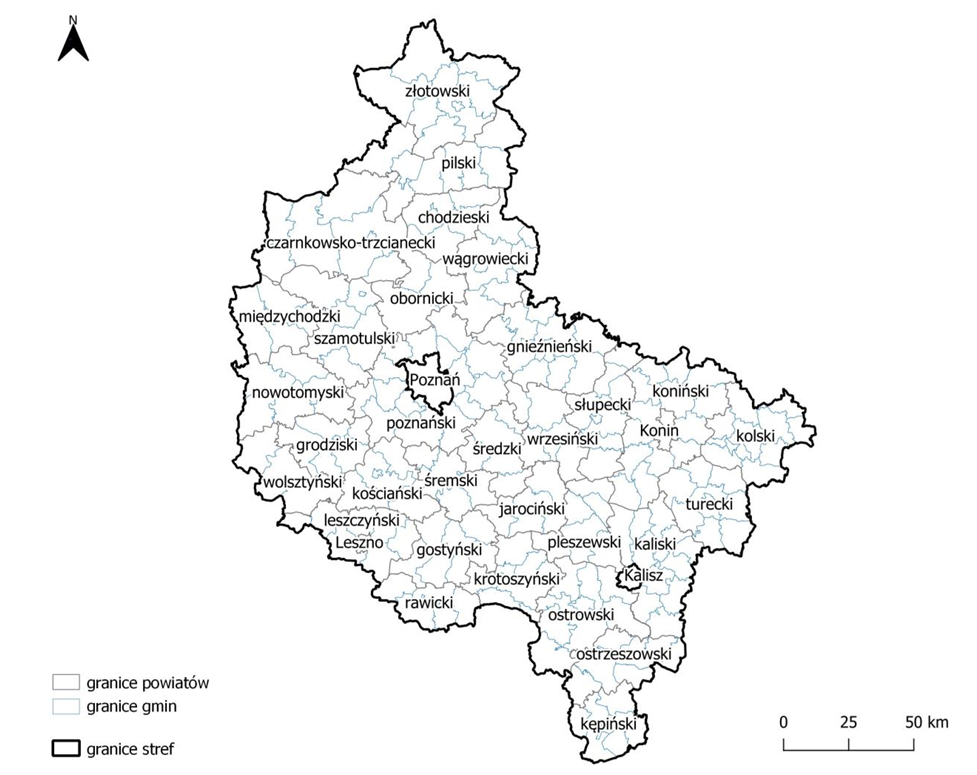 N
złotowski
pilski
chodzieski
czarnkowsko-trzcianecki
wągrowiecki
obornicki
międzychodzki
szamotulski
gnieźnieński
Poznań
nowotomyski
koniński
słupecki
poznański
Konin
kolski
grodziski
średzki
wrzesiński
wolsztyński
kościański
śremski
leszczyński
jarociński
turecki
Leszno
gostyński
pleszewski
kaliski
krotoszyński
Kalisz
rawicki
ostrowski
ostrzeszowski
kępiński
granice powiatów
granice gmin
granice stref
0 25 50 km